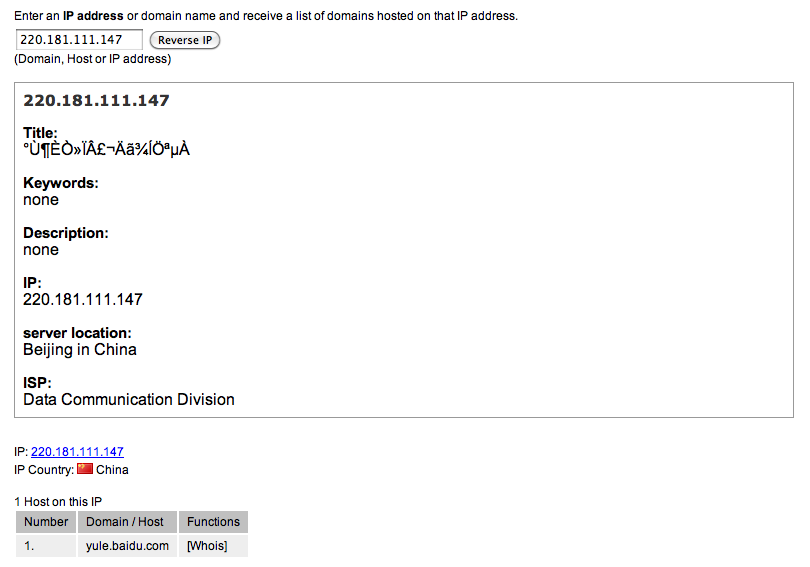 Enter an IP address or domain name and receive a list of domains hosted on that IP address.
220.181.111.147 Reverse IP
(Domain, Host or IP address)
220.181.111.147
Title:
°Ù¶ÈÒ»ÏÂ£¬Äã¾ÍÖªµÀ
Keywords:
none
Description:
none
IP:
220.181.111.147
server location:
Beijing in China
ISP:
Data Communication Division
IP: 220.181.111.147
IP Country: China
1 Host on this IP
Number Domain / Host Functions
1. yule.baidu.com [Whois]